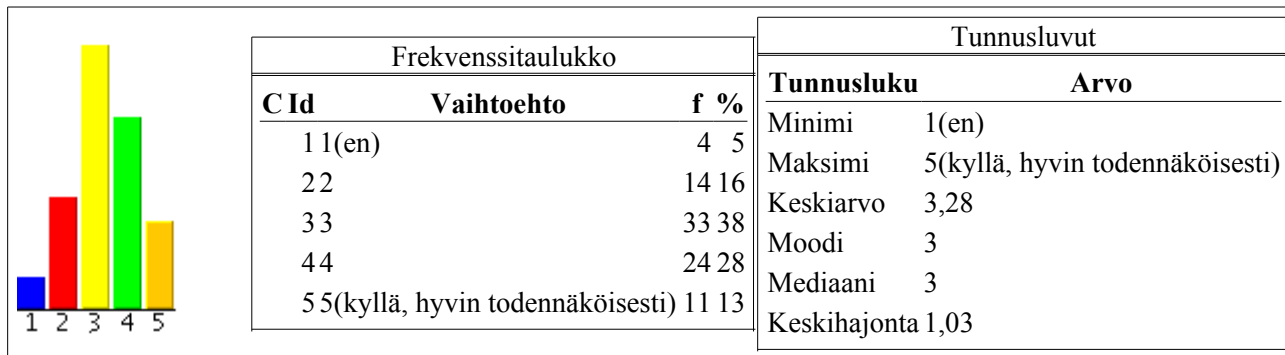 1 2 3 4 5
Frekvenssitaulukko
C Id Vaihtoehto f %
1 1(en) 4 5
2 2 14 16
3 3 33 38
4 4 24 28
5 5(kyllä, hyvin todennäköisesti) 11 13
Tunnusluvut
Tunnusluku Arvo
Minimi 1(en)
Maksimi 5(kyllä, hyvin todennäköisesti)
Keskiarvo 3,28
Moodi 3
Mediaani 3
Keskihajonta 1,03